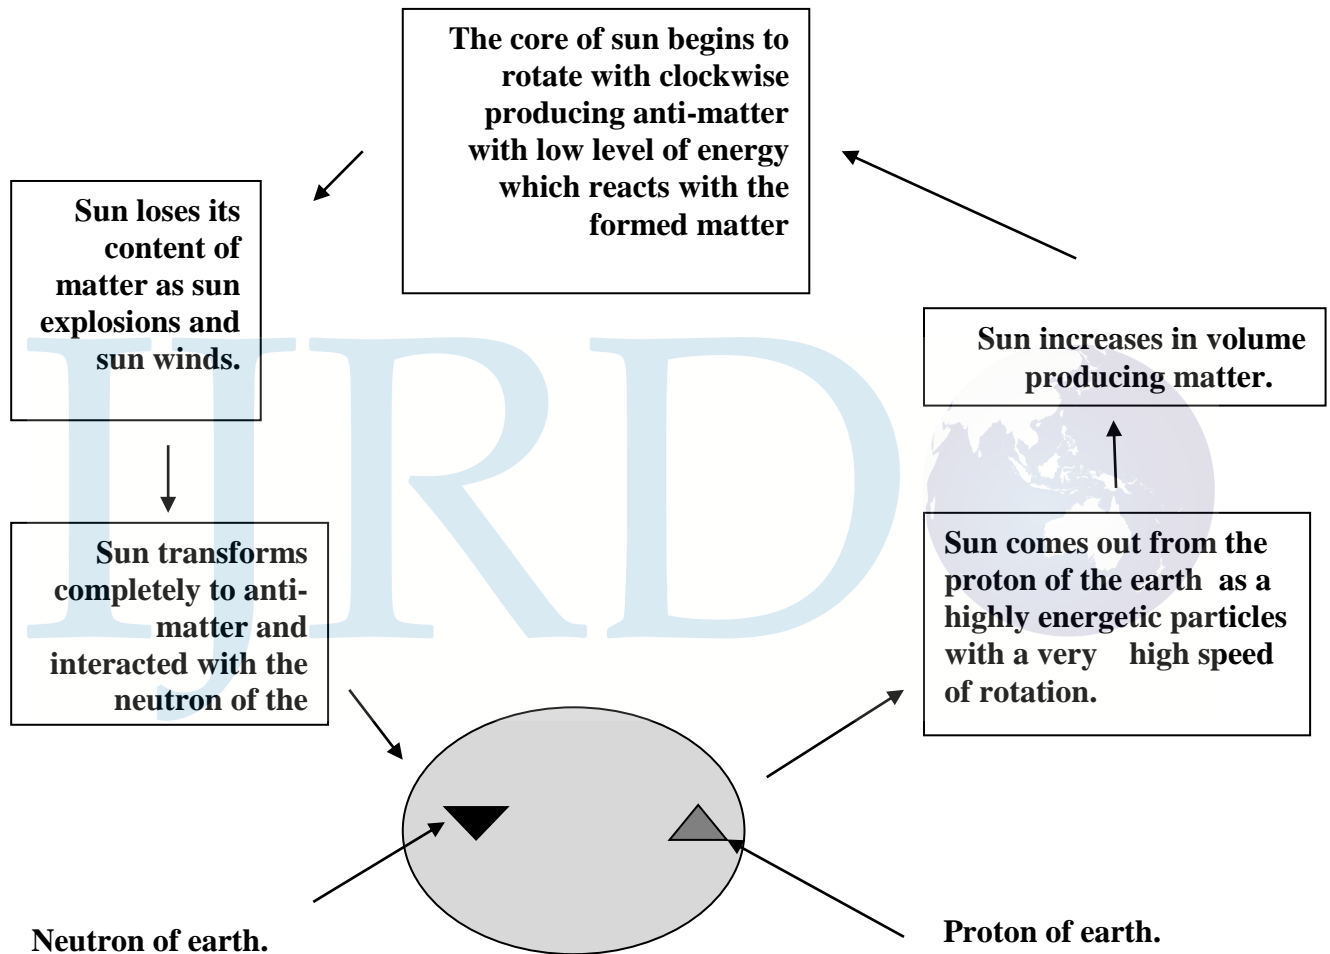 The core of sun begins to
rotate with clockwise
producing anti-matter
with low level of energy
which reacts with the
formed matter
Sun loses its
content of
matter as sun
explosions and
sun winds.
Sun increases in volume
producing matter.
Sun transforms
completely to anti-
matter and
interacted with the
neutron of the
Sun comes out from the
proton of the earth as a
highly energetic particles
with a very high speed
of rotation.
Neutron of earth.
Proton of earth.
IJRD